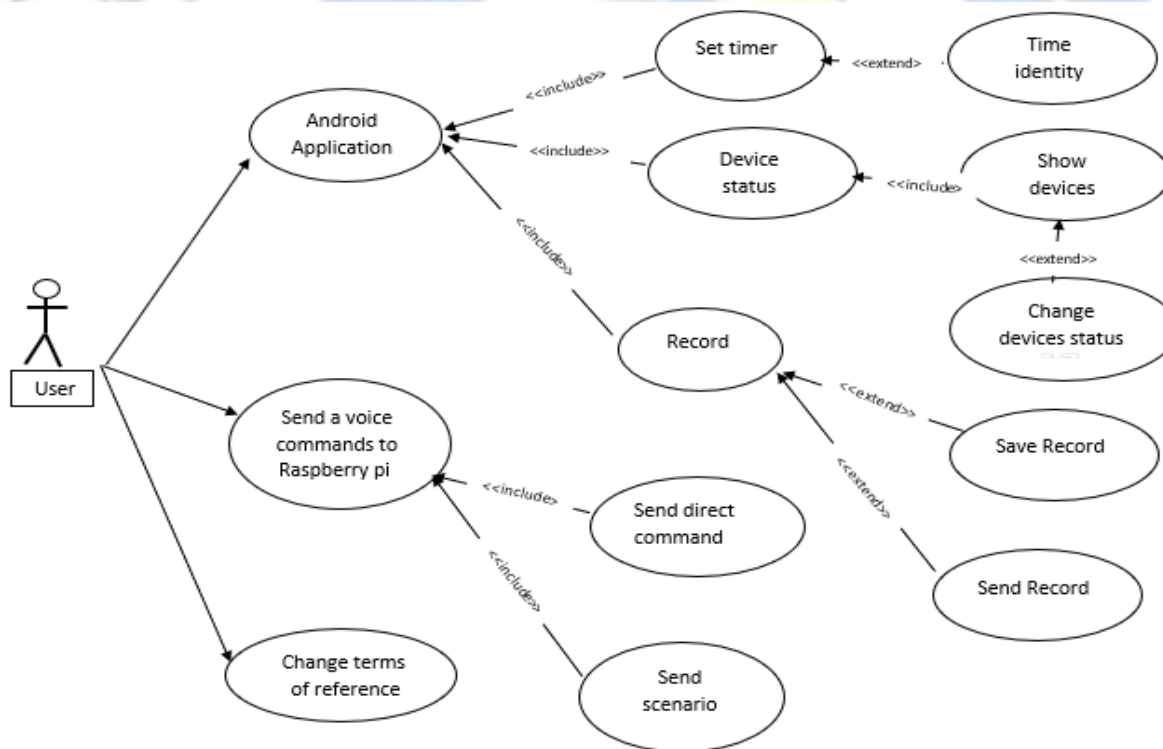 Set timer
<<extend>
Time
identity
<<include>>
Android
Application
<<include>>
Device
status
<<include>
Show
devices
<<include>>
<<extend>>
Change
devices status
Record
User
<<extend>>
Send a voice
commands to
Raspberry pi
Save Record
<<include>
<<extend>>
Send direct
command
<<include>>
Send Record
Change terms
of reference
Send
scenario